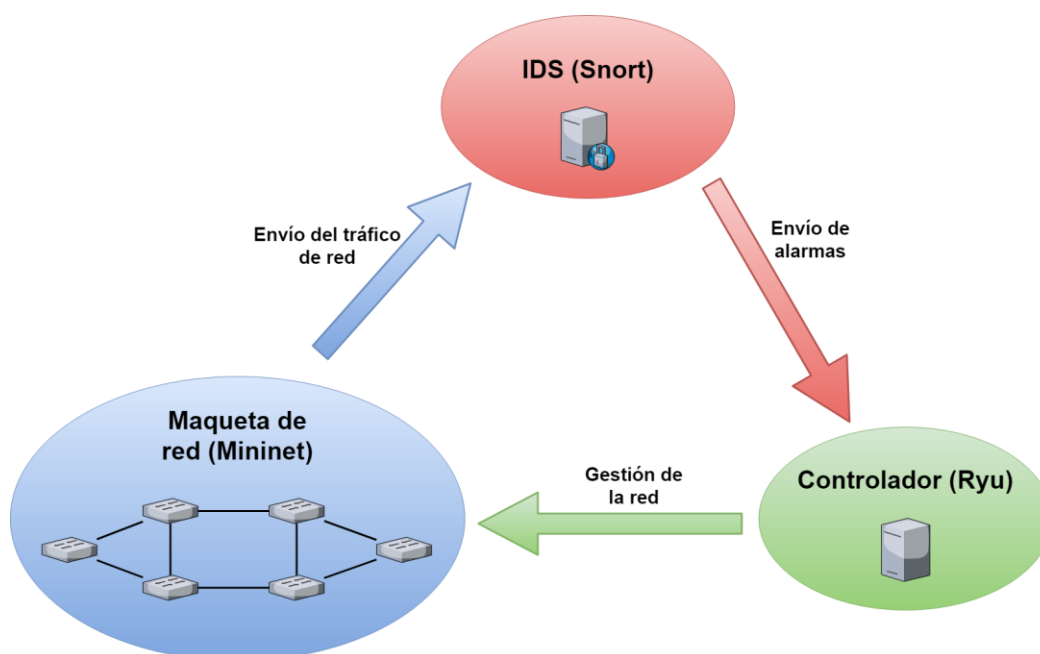 IDS (Snort)
Envío del tráfico
de red
Envío de
alarmas
Maqueta de
red (Mininet)
Gestión de
la red
Controlador (Ryu)